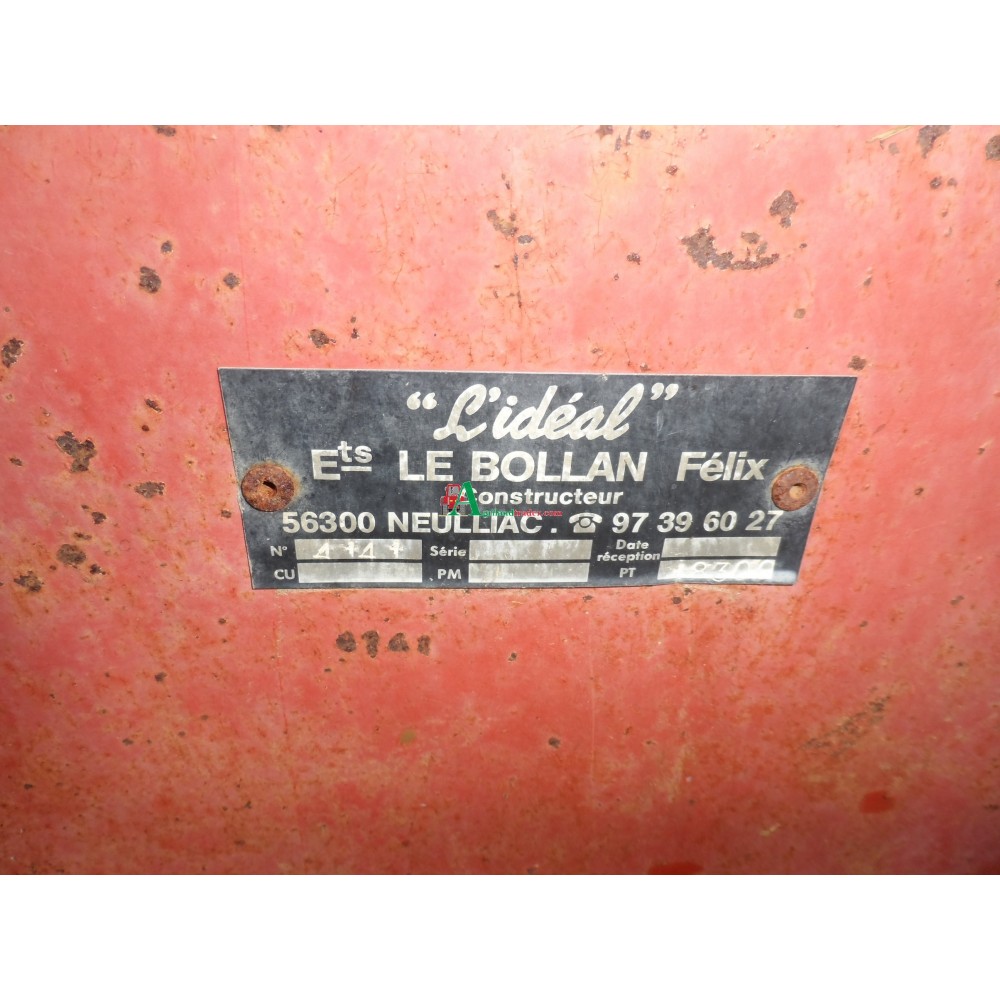 “L'idéal”
Ets LE BOLLAN Félix
Constructeur
56300 NEULLIAC . ☎ 97 39 60 27
N° Série Date réception
CU PM PT